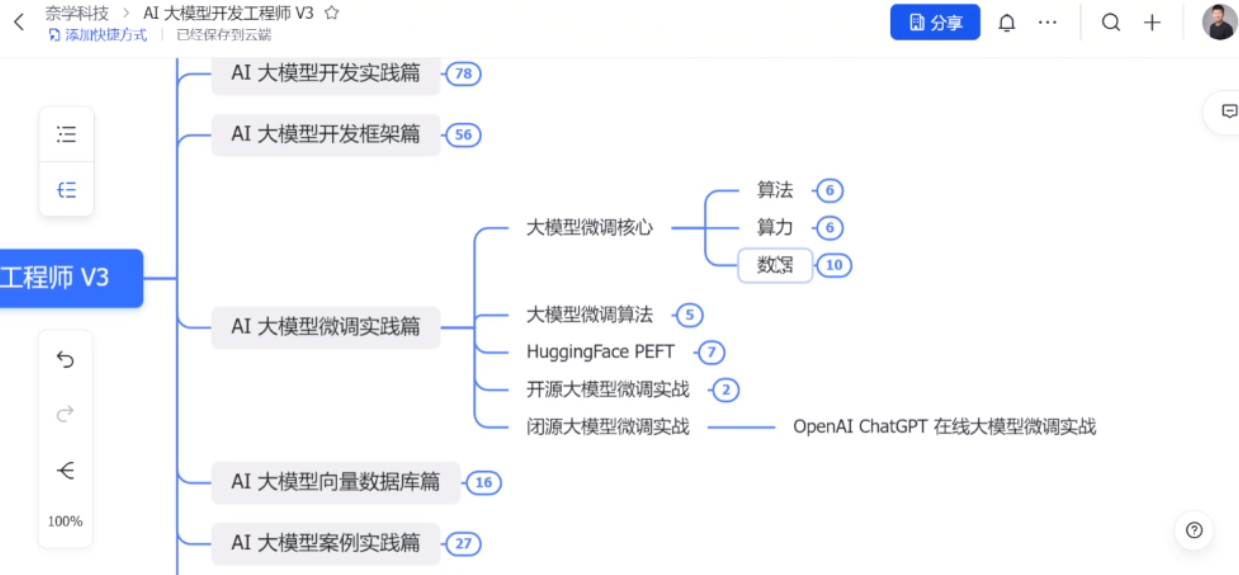 奈学科技 > AI 大模型开发工程师 V3
添加快捷方式 | 已经保存到云端
分享
AI 大模型开发实践篇 78
AI 大模型开发框架篇 56
算法 6
大模型微调核心
算力 6
数据 10
工程师 V3
AI 大模型微调实践篇
大模型微调算法 5
HuggingFace PEFT 7
开源大模型微调实战 2
闭源大模型微调实战
OpenAI ChatGPT 在线大模型微调实战
AI 大模型向量数据库篇 16
100%
AI 大模型案例实践篇 27